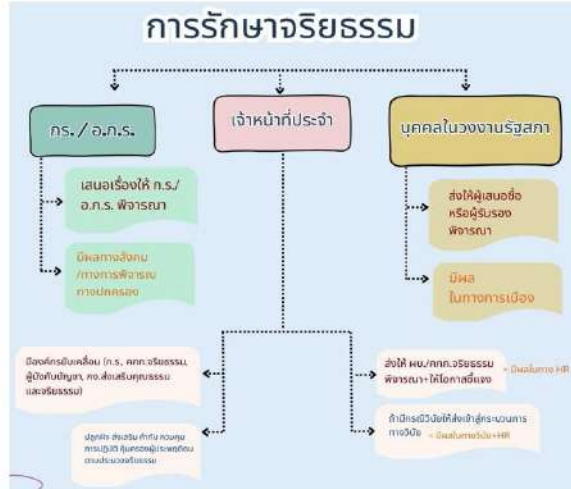 การรักษาจริยธรรม
กร. / อ.ก.ร.
เจ้าหน้าที่ประจำ
บุคคลในวงงานรัฐสภา
เสนอเรื่องให้ ก.ร./
อ.ก.ร. พิจารณา
มีผลทางสังคม
/ทางการพิจารณ
ทางปกครอง
ส่งให้ผู้เสนอชื่อ
หรือผู้รับรอง
พิจารณา
มีผล
ในทางการเมือง
มีองค์กรขับเคลื่อน (ก.ร., คกก.จริยธรรม,
ผู้บังคับบัญชา, กง.ส่งเสริมคุณธรรม
และจริยธรรม)
ปลูกฝัง ส่งเสริม กำกับ ควบคุม
การปฏิบัติ คุ้มครองผู้ประพฤติตน
ตามประมวลจริยธรรม
ส่งให้ ผบ./คกก.จริยธรรม
พิจารณา+ให้โอกาสชี้แจง
= มีผลในทาง HR
ถ้ามีกรณีวินัยให้ส่งเข้าสู่กระบวนการ
ทางวินัย = มีผลในทางวินัย+HR